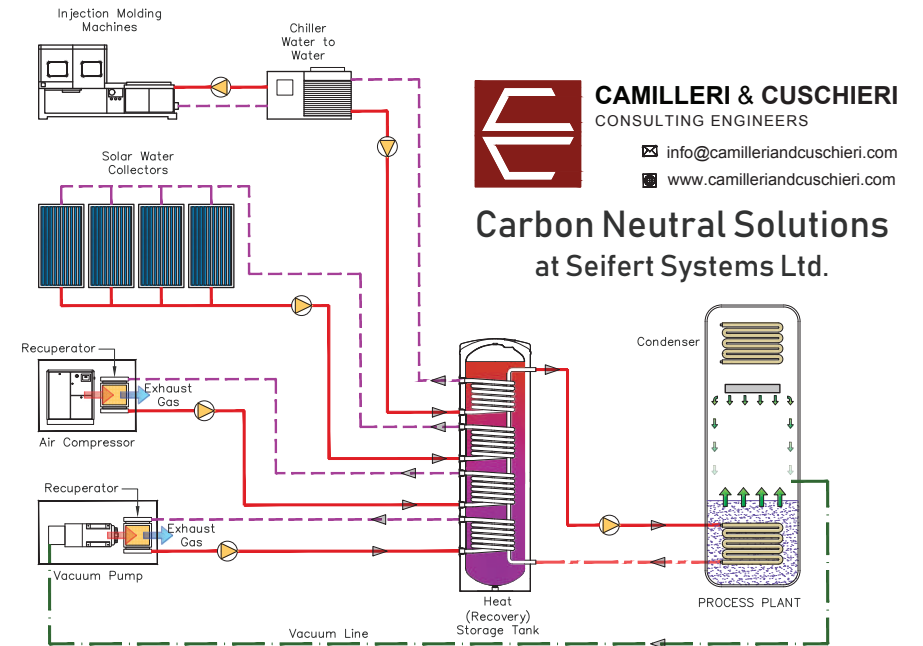 Injection Molding
Machines
Chiller
Water to
Water
CAMILLERI & CUSCHIERI
CONSULTING ENGINEERS
info@camilleriandcuschieri.com
www.camilleriandcuschieri.com
Carbon Neutral Solutions
at Seifert Systems Ltd.
Solar Water
Collectors
Recuperator
Exhaust
Gas
Air Compressor
Recuperator
Exhaust
Gas
Vacuum Pump
Condenser
PROCESS PLANT
Heat
(Recovery)
Storage Tank
Vacuum Line